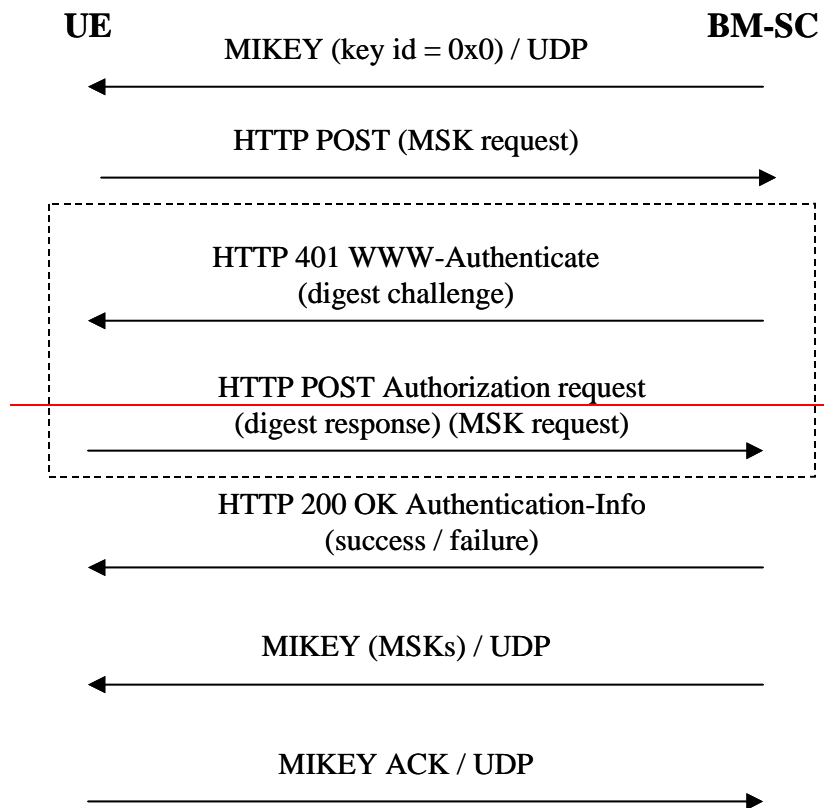 UE
BM-SC
MIKEY (key id = 0x0) / UDP
HTTP POST (MSK request)
HTTP 401 WWW-Authenticate
(digest challenge)
HTTP POST Authorization request
(digest response) (MSK request)
HTTP 200 OK Authentication-Info
(success / failure)
MIKEY (MSKs) / UDP
MIKEY ACK / UDP